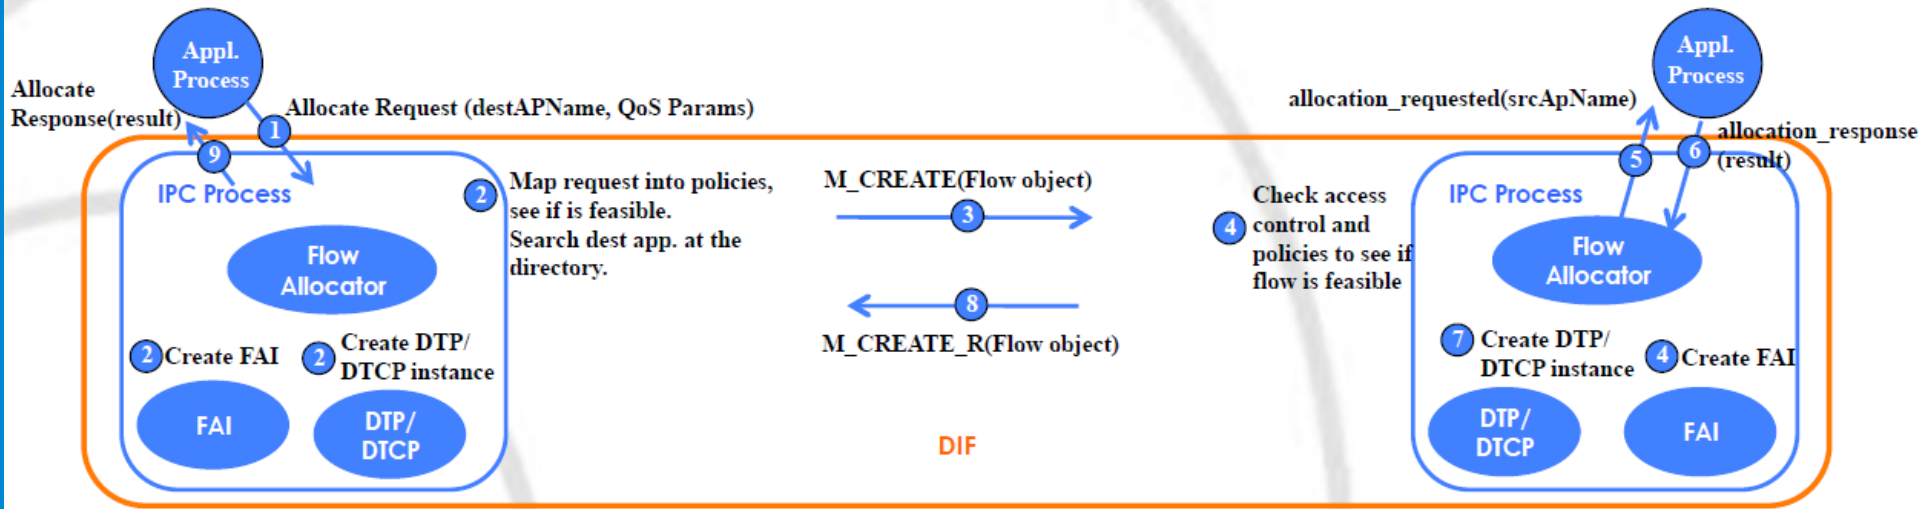 Appl.
Process
Allocate
Response(result)
1
Allocate Request (destAPName, QoS Params)
9
IPC Process
Flow
Allocator
2
Map request into policies,
see if is feasible.
Search dest app. at the
directory.
2
Create FAI
2
Create DTP/
DTCP instance
FAI
DTP/
DTCP
M_CREATE(Flow object)
3
8
M_CREATE_R(Flow object)
DIF
4
Check access
control and
policies to see if
flow is feasible
Appl.
Process
allocation_requested(srcApName)
5
6
allocation_response
(result)
IPC Process
Flow
Allocator
7
Create DTP/
DTCP instance
4
Create FAI
DTP/
DTCP
FAI